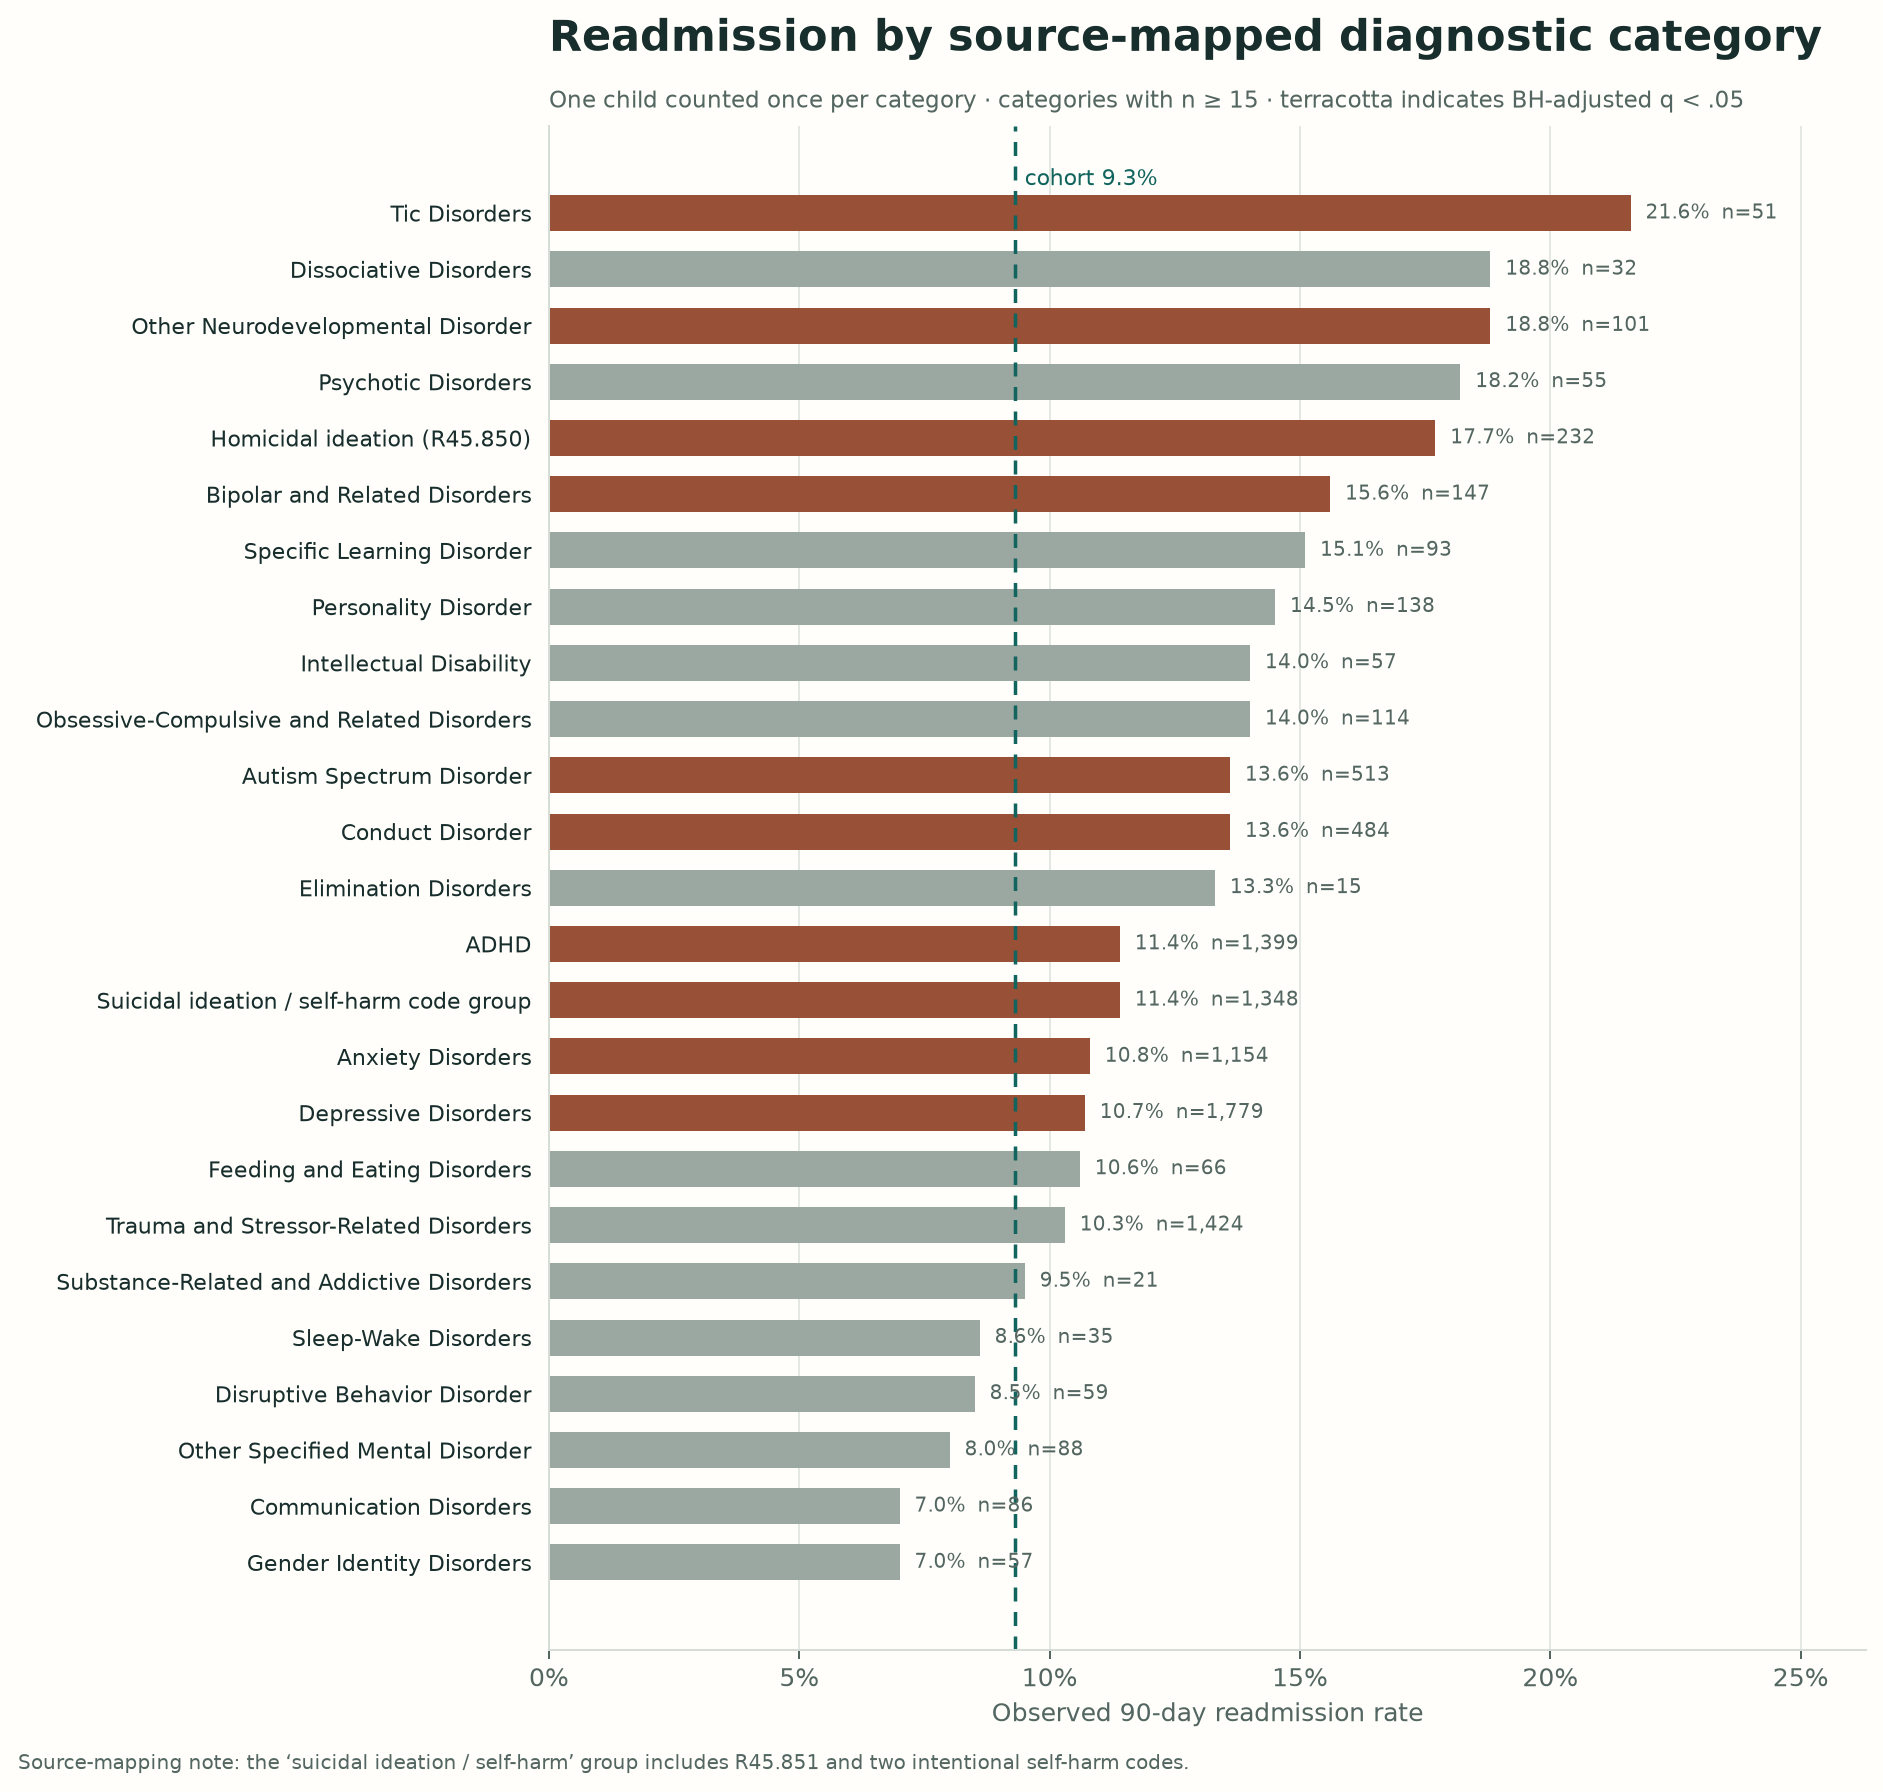 Readmission by source-mapped diagnostic category
One child counted once per category · categories with n ≥ 15 · terracotta indicates BH-adjusted q < .05
cohort 9.3%
Tic Disorders 21.6% n=51
Dissociative Disorders 18.8% n=32
Other Neurodevelopmental Disorder 18.8% n=101
Psychotic Disorders 18.2% n=55
Homicidal ideation (R45.850) 17.7% n=232
Bipolar and Related Disorders 15.6% n=147
Specific Learning Disorder 15.1% n=93
Personality Disorder 14.5% n=138
Intellectual Disability 14.0% n=57
Obsessive-Compulsive and Related Disorders 14.0% n=114
Autism Spectrum Disorder 13.6% n=513
Conduct Disorder 13.6% n=484
Elimination Disorders 13.3% n=15
ADHD 11.4% n=1,399
Suicidal ideation / self-harm code group 11.4% n=1,348
Anxiety Disorders 10.8% n=1,154
Depressive Disorders 10.7% n=1,779
Feeding and Eating Disorders 10.6% n=66
Trauma and Stressor-Related Disorders 10.3% n=1,424
Substance-Related and Addictive Disorders 9.5% n=21
Sleep-Wake Disorders 8.6% n=35
Disruptive Behavior Disorder 8.5% n=59
Other Specified Mental Disorder 8.0% n=88
Communication Disorders 7.0% n=86
Gender Identity Disorders 7.0% n=57
0% 5% 10% 15% 20% 25%
Observed 90-day readmission rate
Source-mapping note: the ‘suicidal ideation / self-harm’ group includes R45.851 and two intentional self-harm codes.